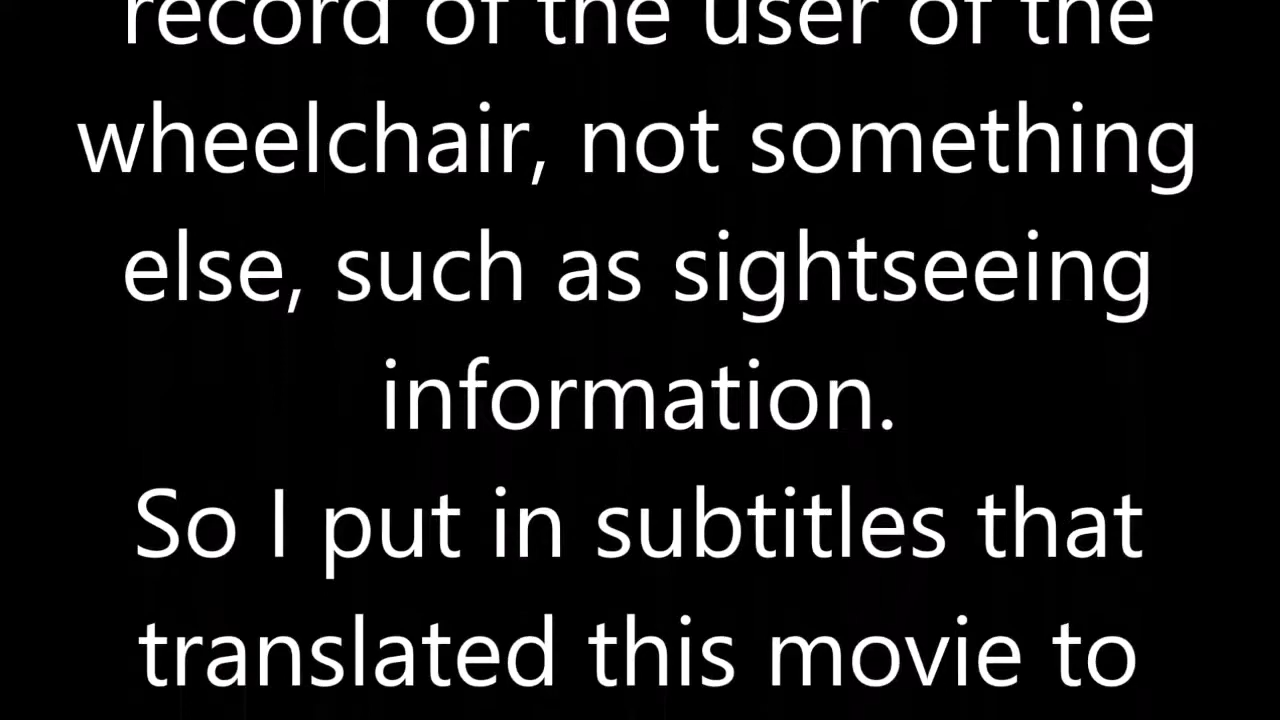 record of the user of the
wheelchair, not something
else, such as sightseeing
information.
So I put in subtitles that
translated this movie to